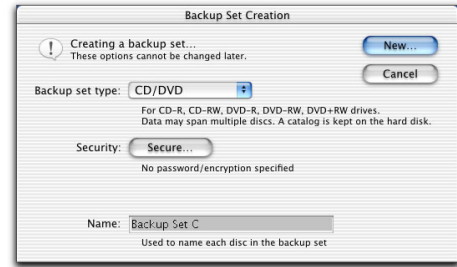 Backup Set Creation
Creating a backup set...
These options cannot be changed later.
New...
Cancel
Backup set type: CD/DVD
For CD-R, CD-RW, DVD-R, DVD-RW, DVD+RW drives.
Data may span multiple discs. A catalog is kept on the hard disk.
Security: Secure...
No password/encryption specified
Name: Backup Set C
Used to name each disc in the backup set